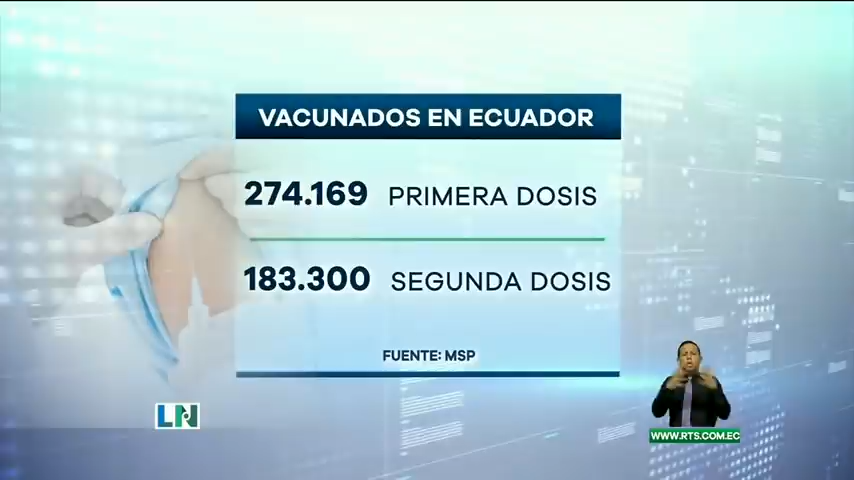 VACUNADOS EN ECUADOR
274.169 PRIMERA DOSIS
183.300 SEGUNDA DOSIS
FUENTE: MSP
LN
WWW.RTS.COM.EC